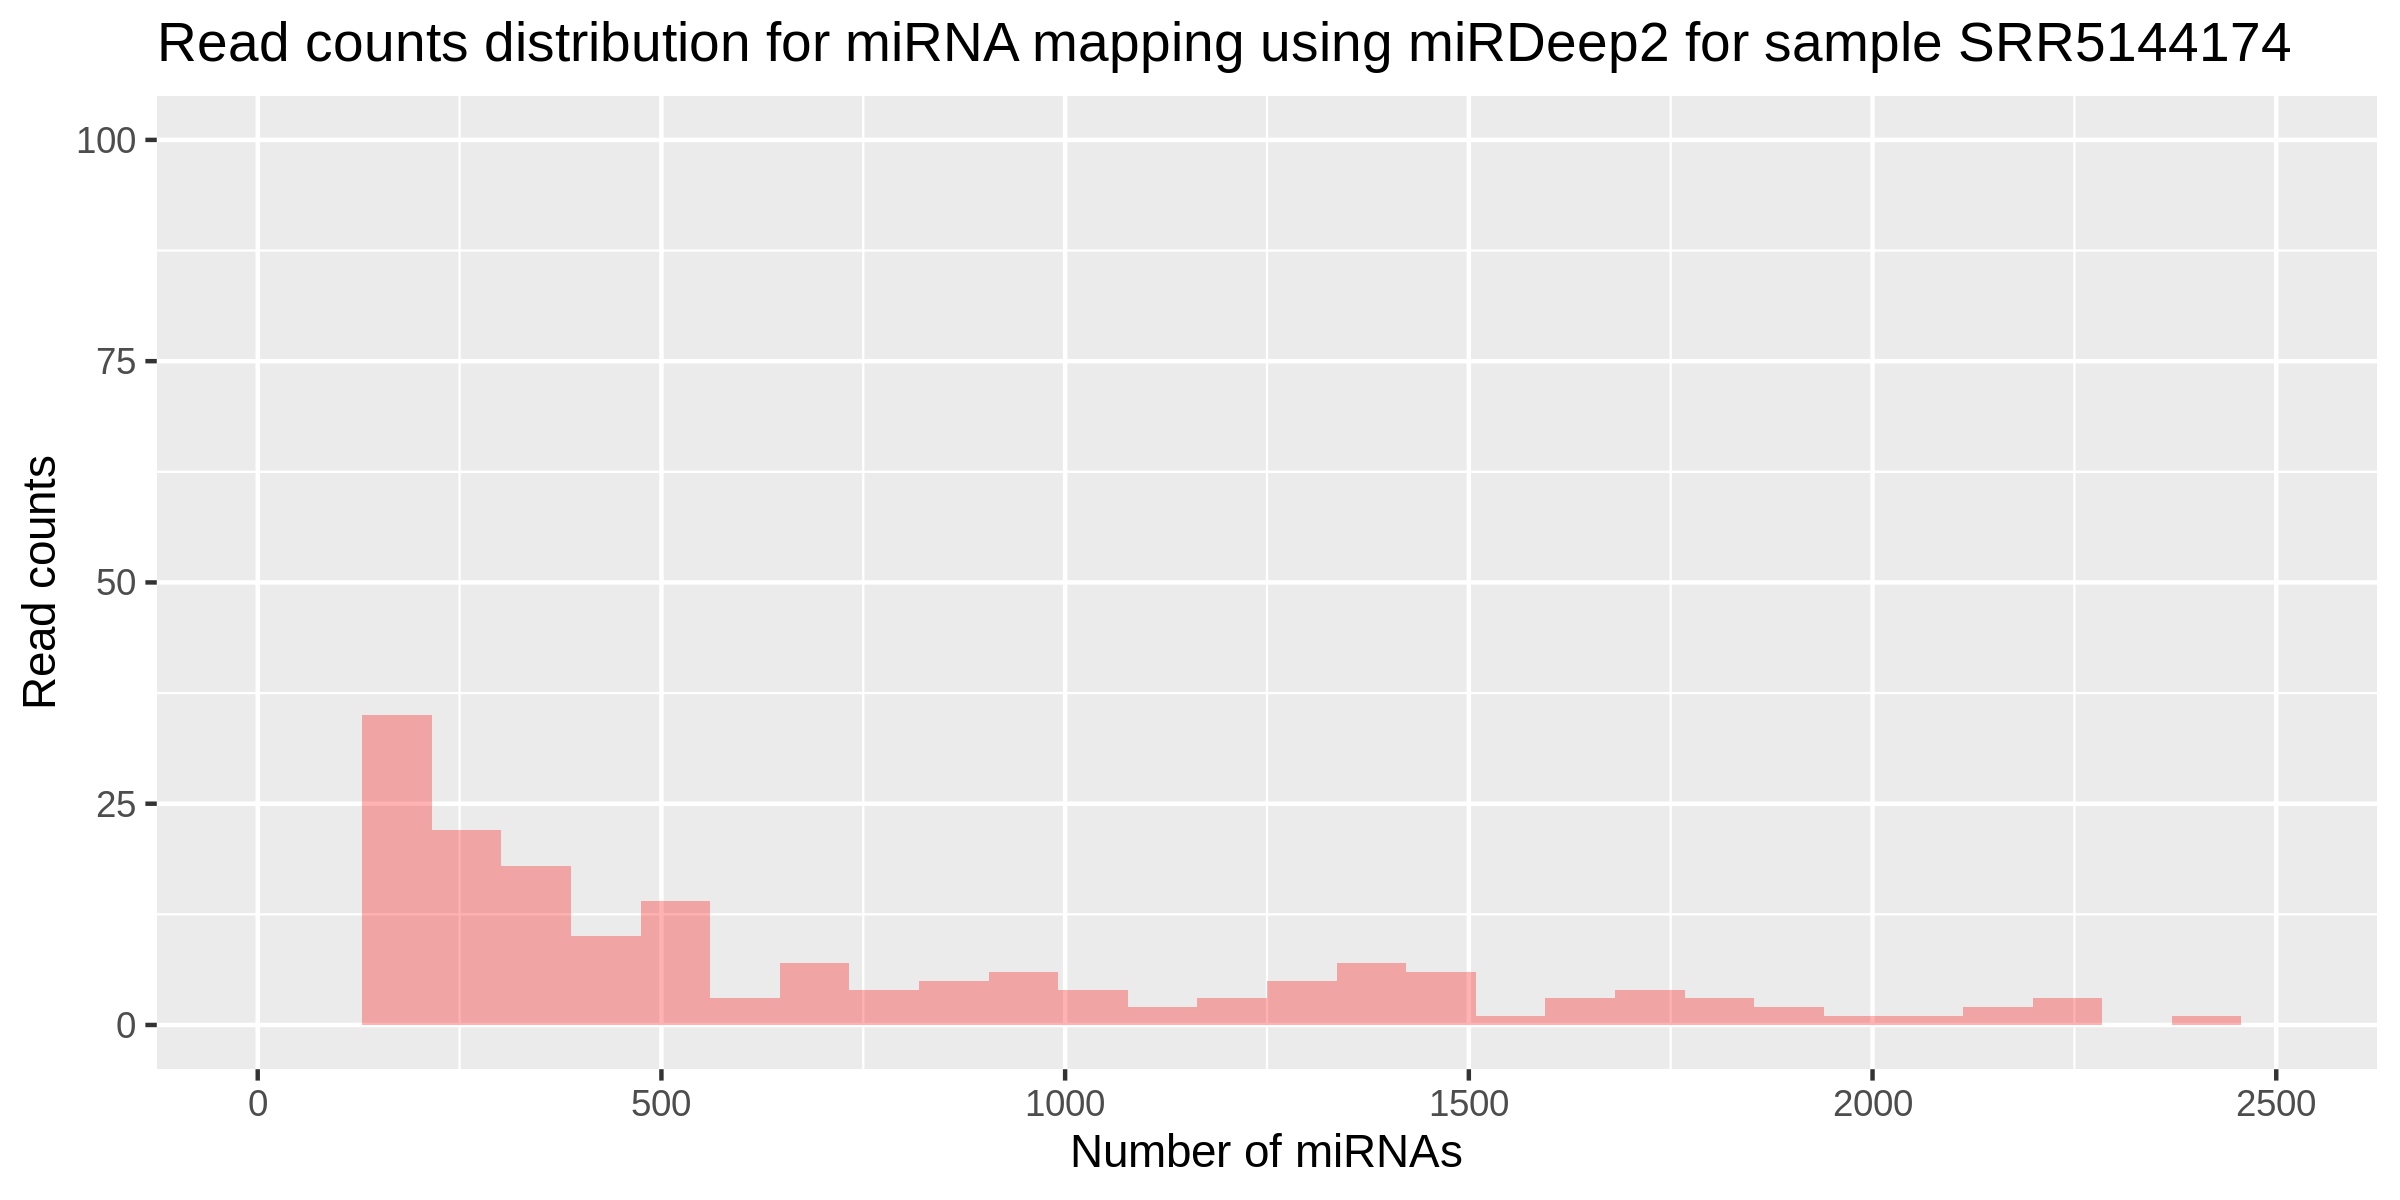 Read counts distribution for miRNA mapping using miRDeep2 for sample SRR5144174
100
75
50
25
0
Read counts
0 500 1000 1500 2000 2500
Number of miRNAs